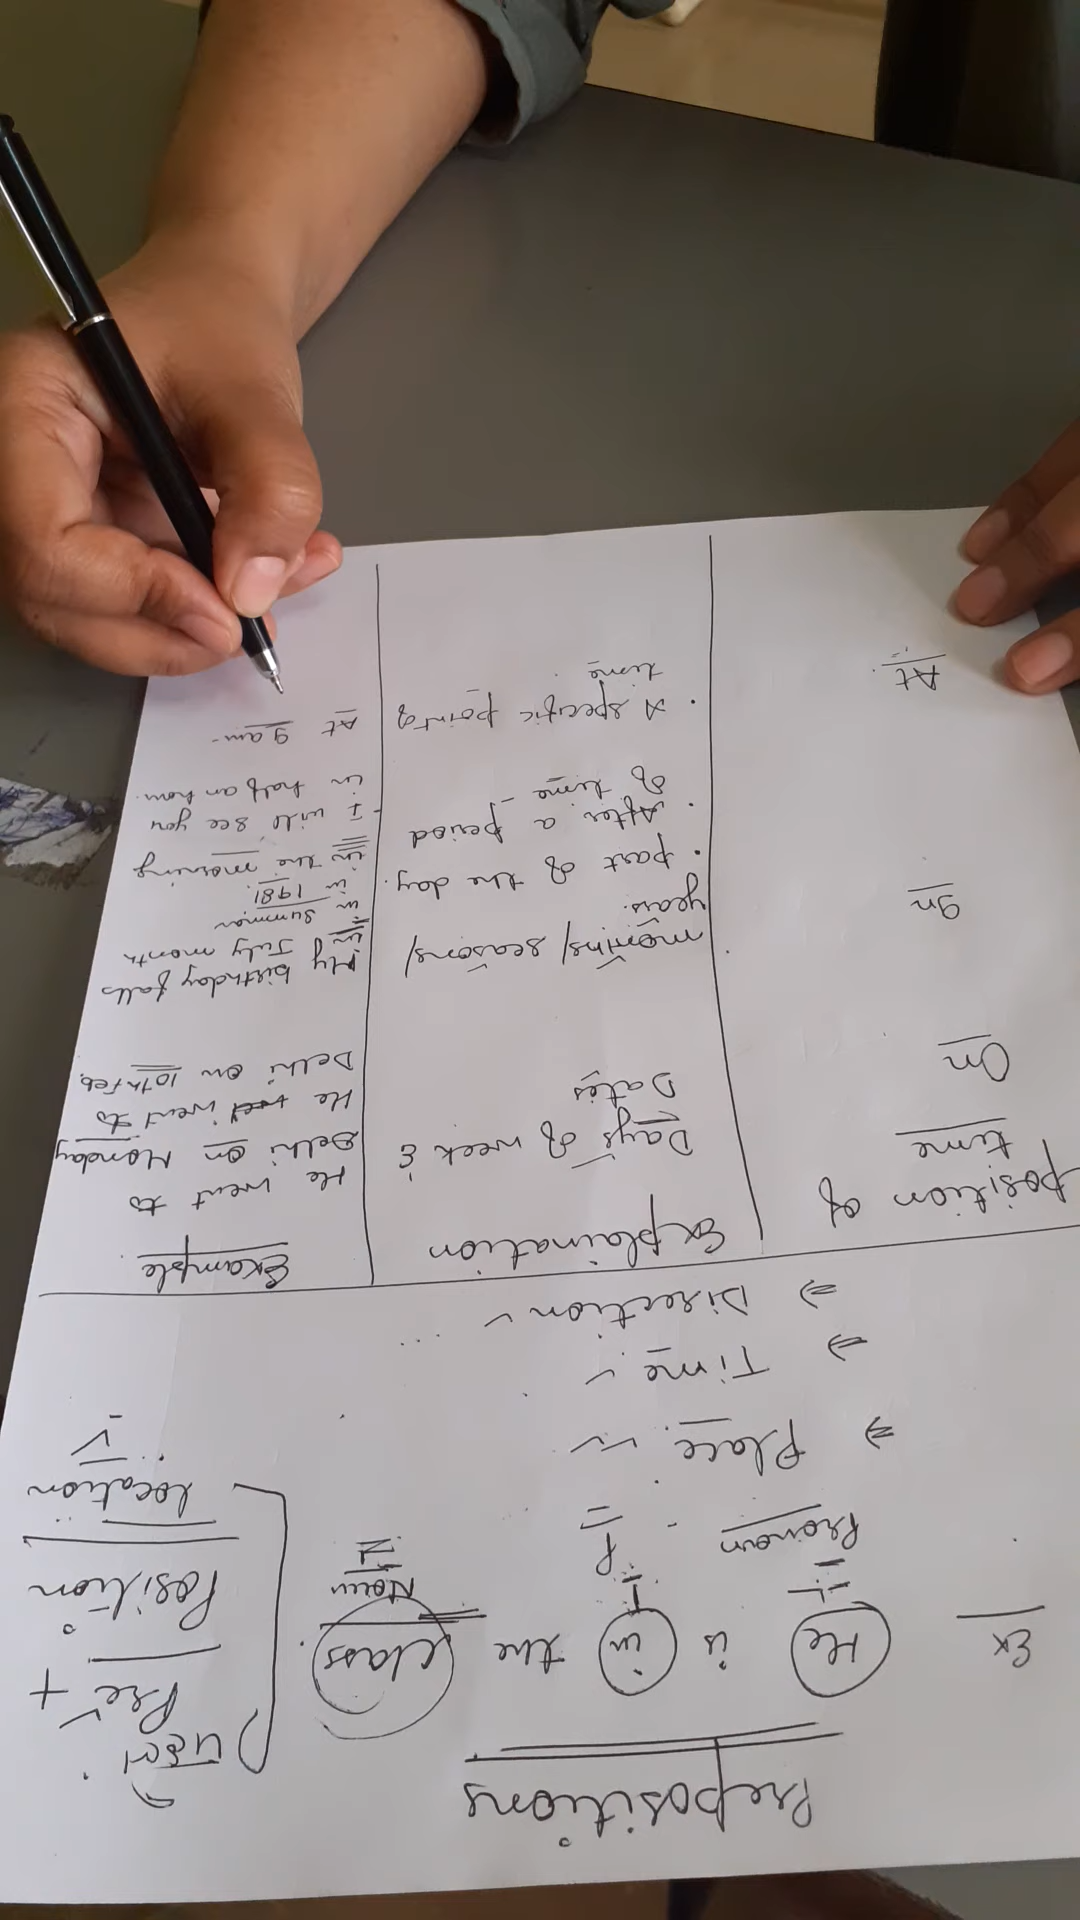 Prepositions
Ex He is in the class.
Pronoun P Noun
N
Pre +
Position
Location
⇒ Place
⇒ Time
⇒ Direction ...
position of
time
Explaination
Example
On
Days of week &
Dates
He went to
Delhi on Monday
He went to
Delhi on 10th Feb.
In
months/seasons/
years.
• part of the day.
• After a period
of time
My birthday falls
in July month
in summer
in 1981
in the morning
- I will see you
in half an hour.
At
• A specific point of
time
At 9am